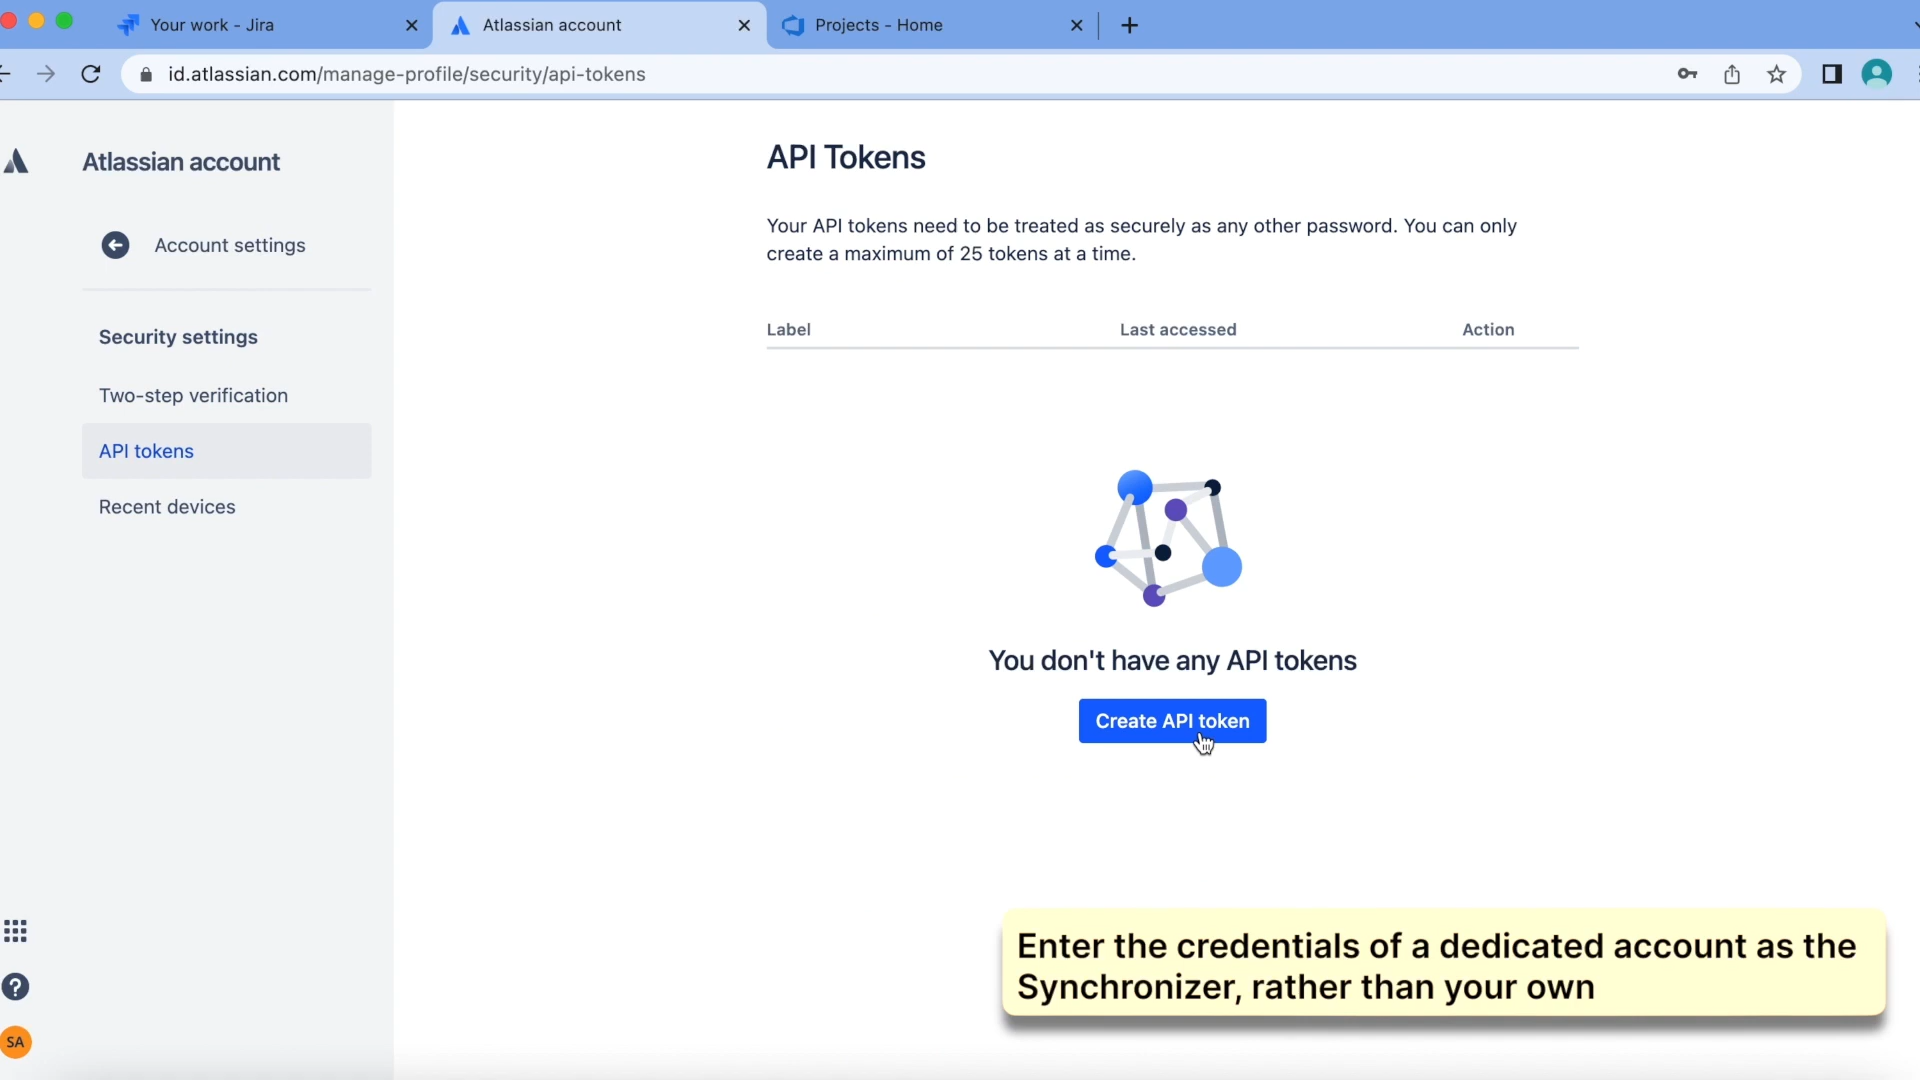 Your work - Jira
Atlassian account
Projects - Home
id.atlassian.com/manage-profile/security/api-tokens
Atlassian account
Account settings
Security settings
Two-step verification
API tokens
Recent devices
SA
API Tokens
Your API tokens need to be treated as securely as any other password. You can only
create a maximum of 25 tokens at a time.
Label Last accessed Action
You don't have any API tokens
Create API token
Enter the credentials of a dedicated account as the
Synchronizer, rather than your own